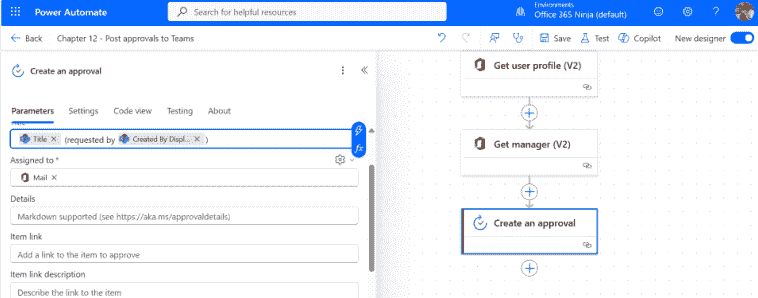 Power Automate
Search for helpful resources
Environments
Office 365 Ninja (default)
Back
Chapter 12 - Post approvals to Teams
Save
Test
Copilot
New designer
Create an approval
Parameters
Settings
Code view
Testing
About
Title × (requested by Created By Displ... × )
fx
Assigned to *
Mail ×
Details
Markdown supported (see https://aka.ms/approvaldetails)
Item link
Add a link to the item to approve
Item link description
Describe the link to the item
Get user profile (V2)
Get manager (V2)
Create an approval